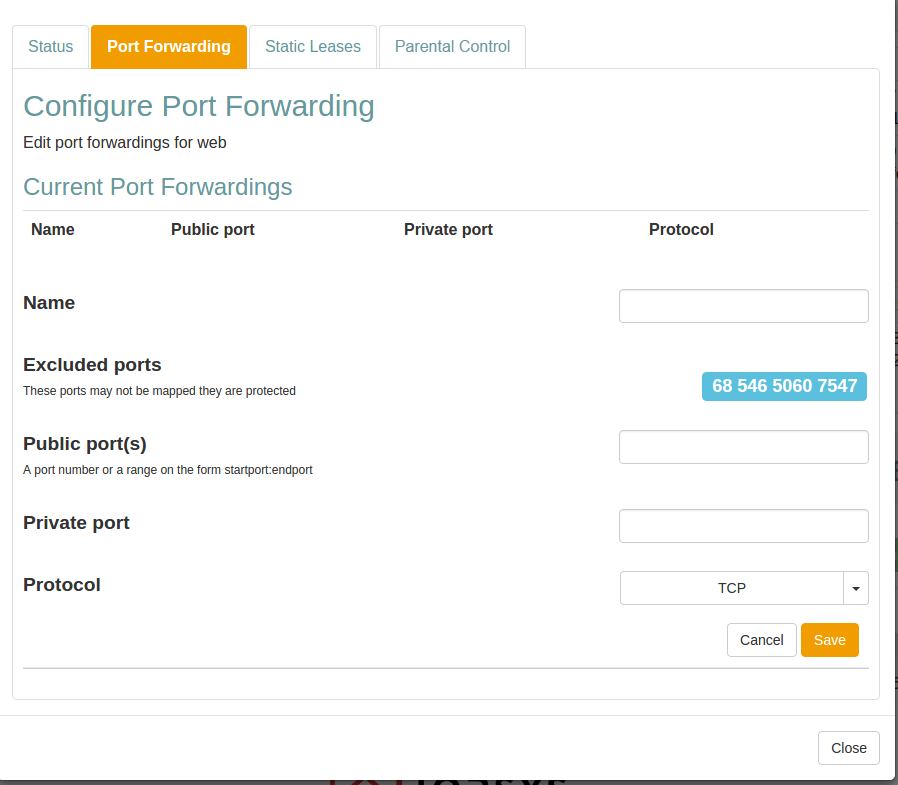 Status Port Forwarding Static Leases Parental Control
Configure Port Forwarding
Edit port forwardings for web
Current Port Forwardings
Name Public port Private port Protocol
Name
Excluded ports
These ports may not be mapped they are protected
68 546 5060 7547
Public port(s)
A port number or a range on the form startport:endport
Private port
Protocol
TCP
Cancel Save
Close